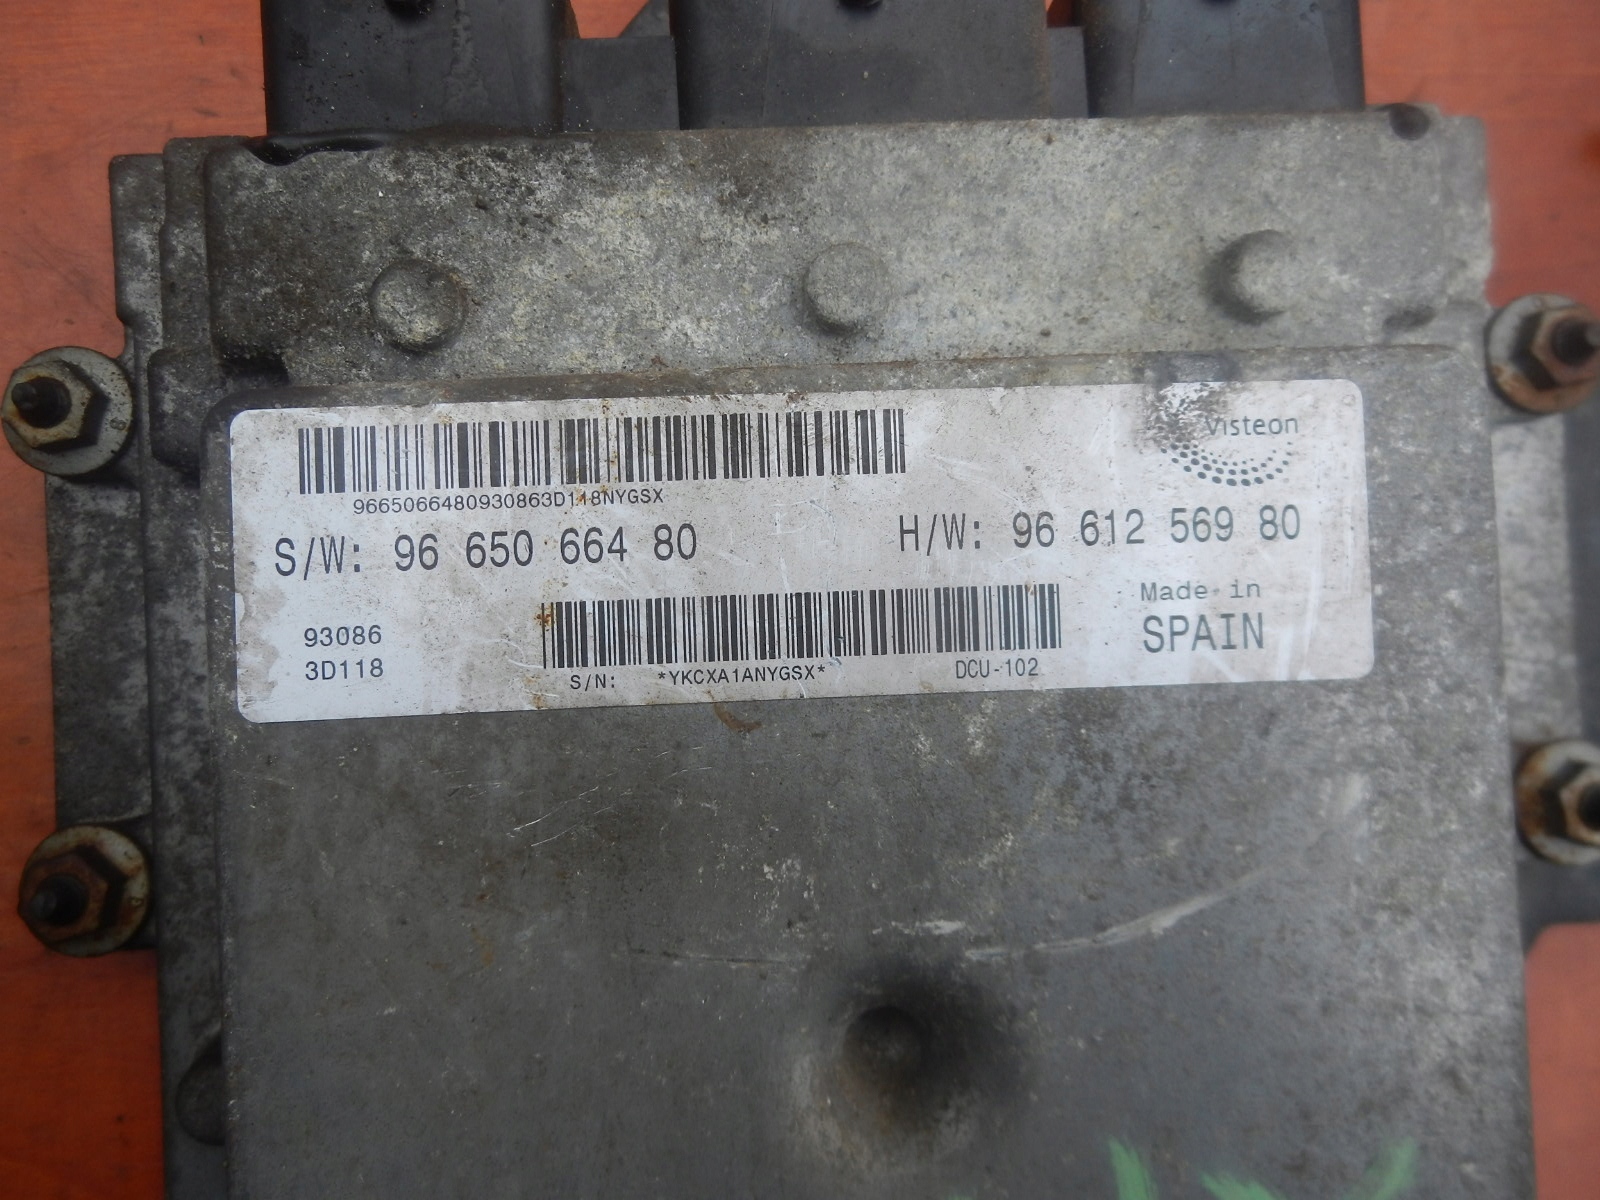 Visteon
9665066480930863D118NYGSX
S/W: 96 650 664 80
H/W: 96 612 569 80
93086
3D118
S/N: *YKCXA1ANYGSX*
DCU-102
Made in
SPAIN